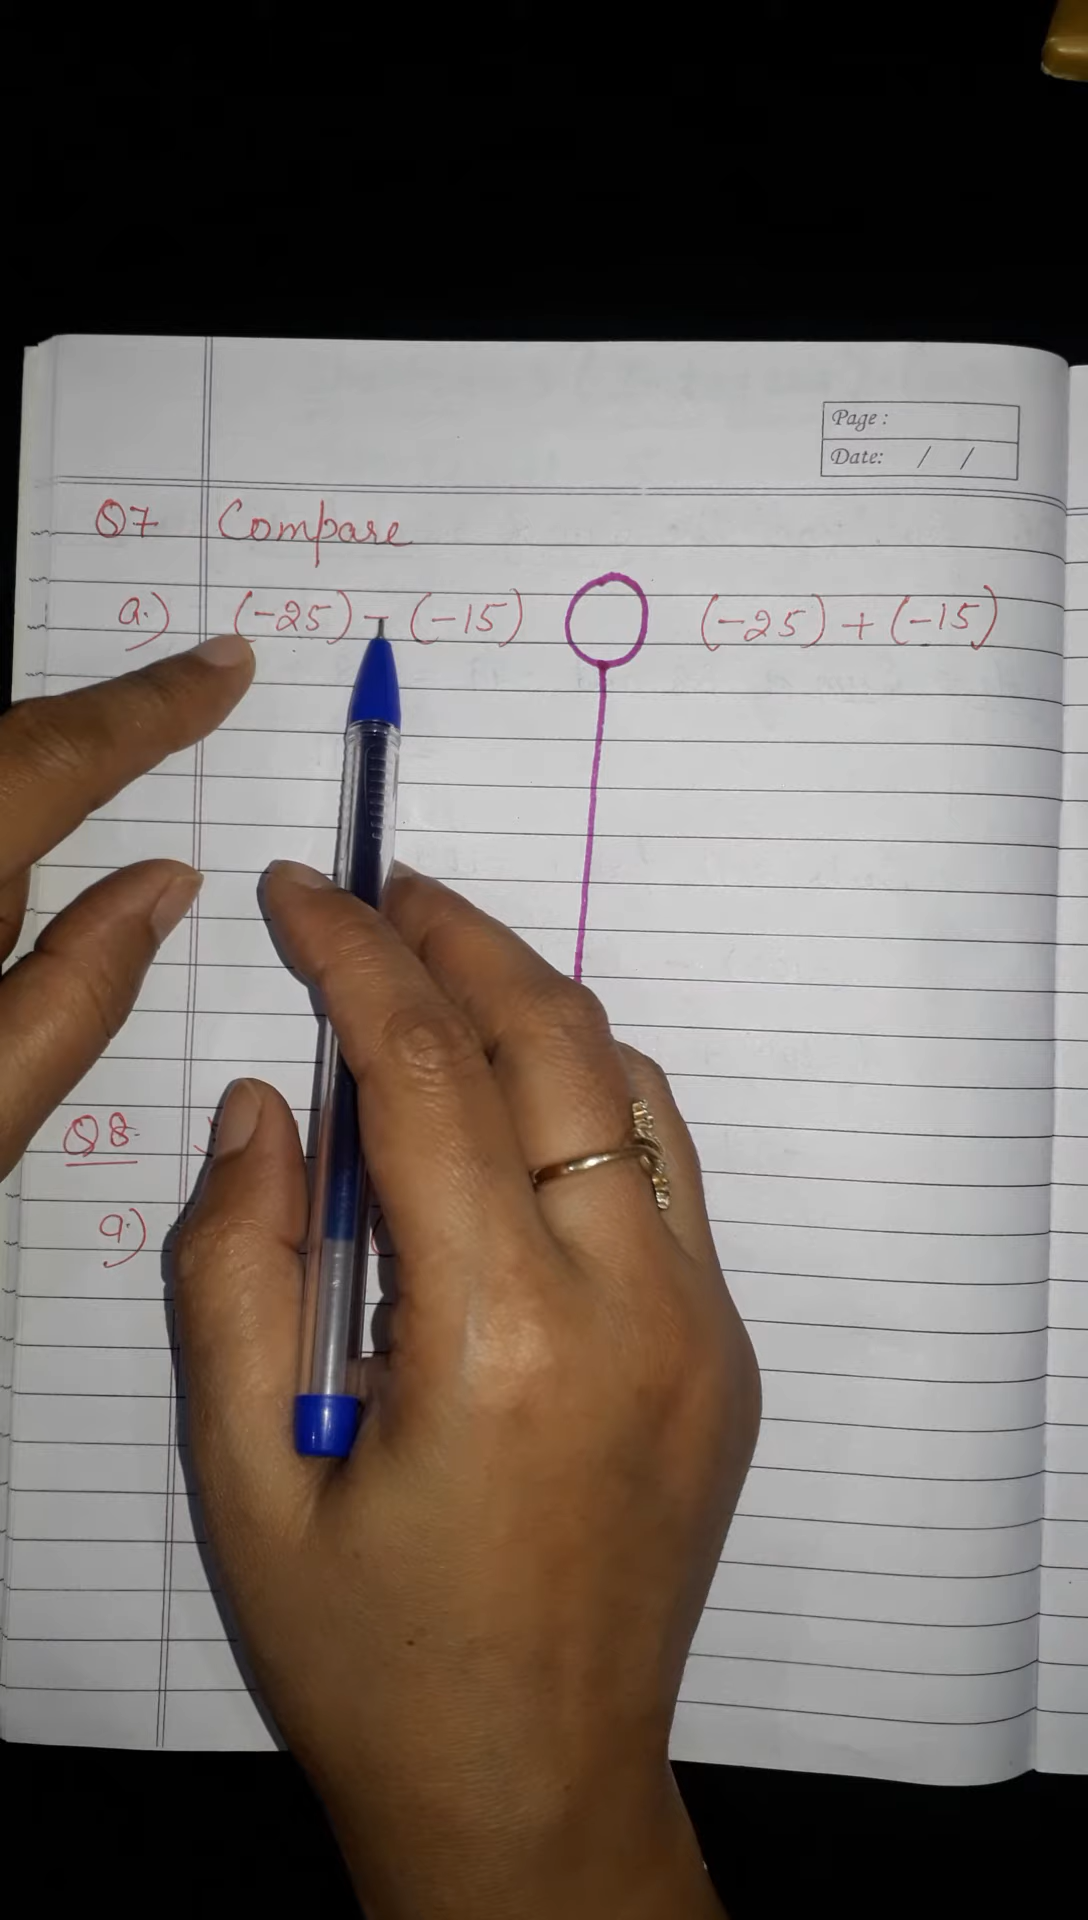 Page :
Date: / /
Q7 Compare
a.) (-25) - (-15) (-25) + (-15)
Q8.
a.)